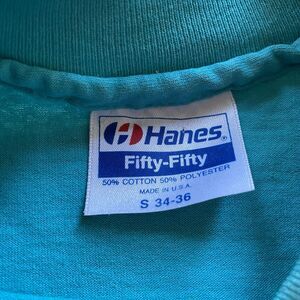 Hanes®
Fifty-Fifty
50% COTTON 50% POLYESTER
MADE IN U.S.A.
S 34-36